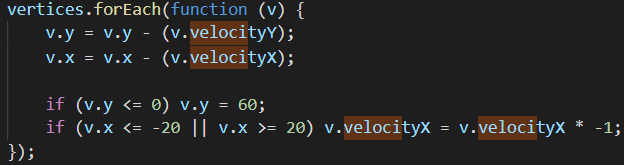 vertices.forEach(function (v) {
v.y = v.y - (v.velocityY);
v.x = v.x - (v.velocityX);
if (v.y <= 0) v.y = 60;
if (v.x <= -20 || v.x >= 20) v.velocityX = v.velocityX * -1;
});